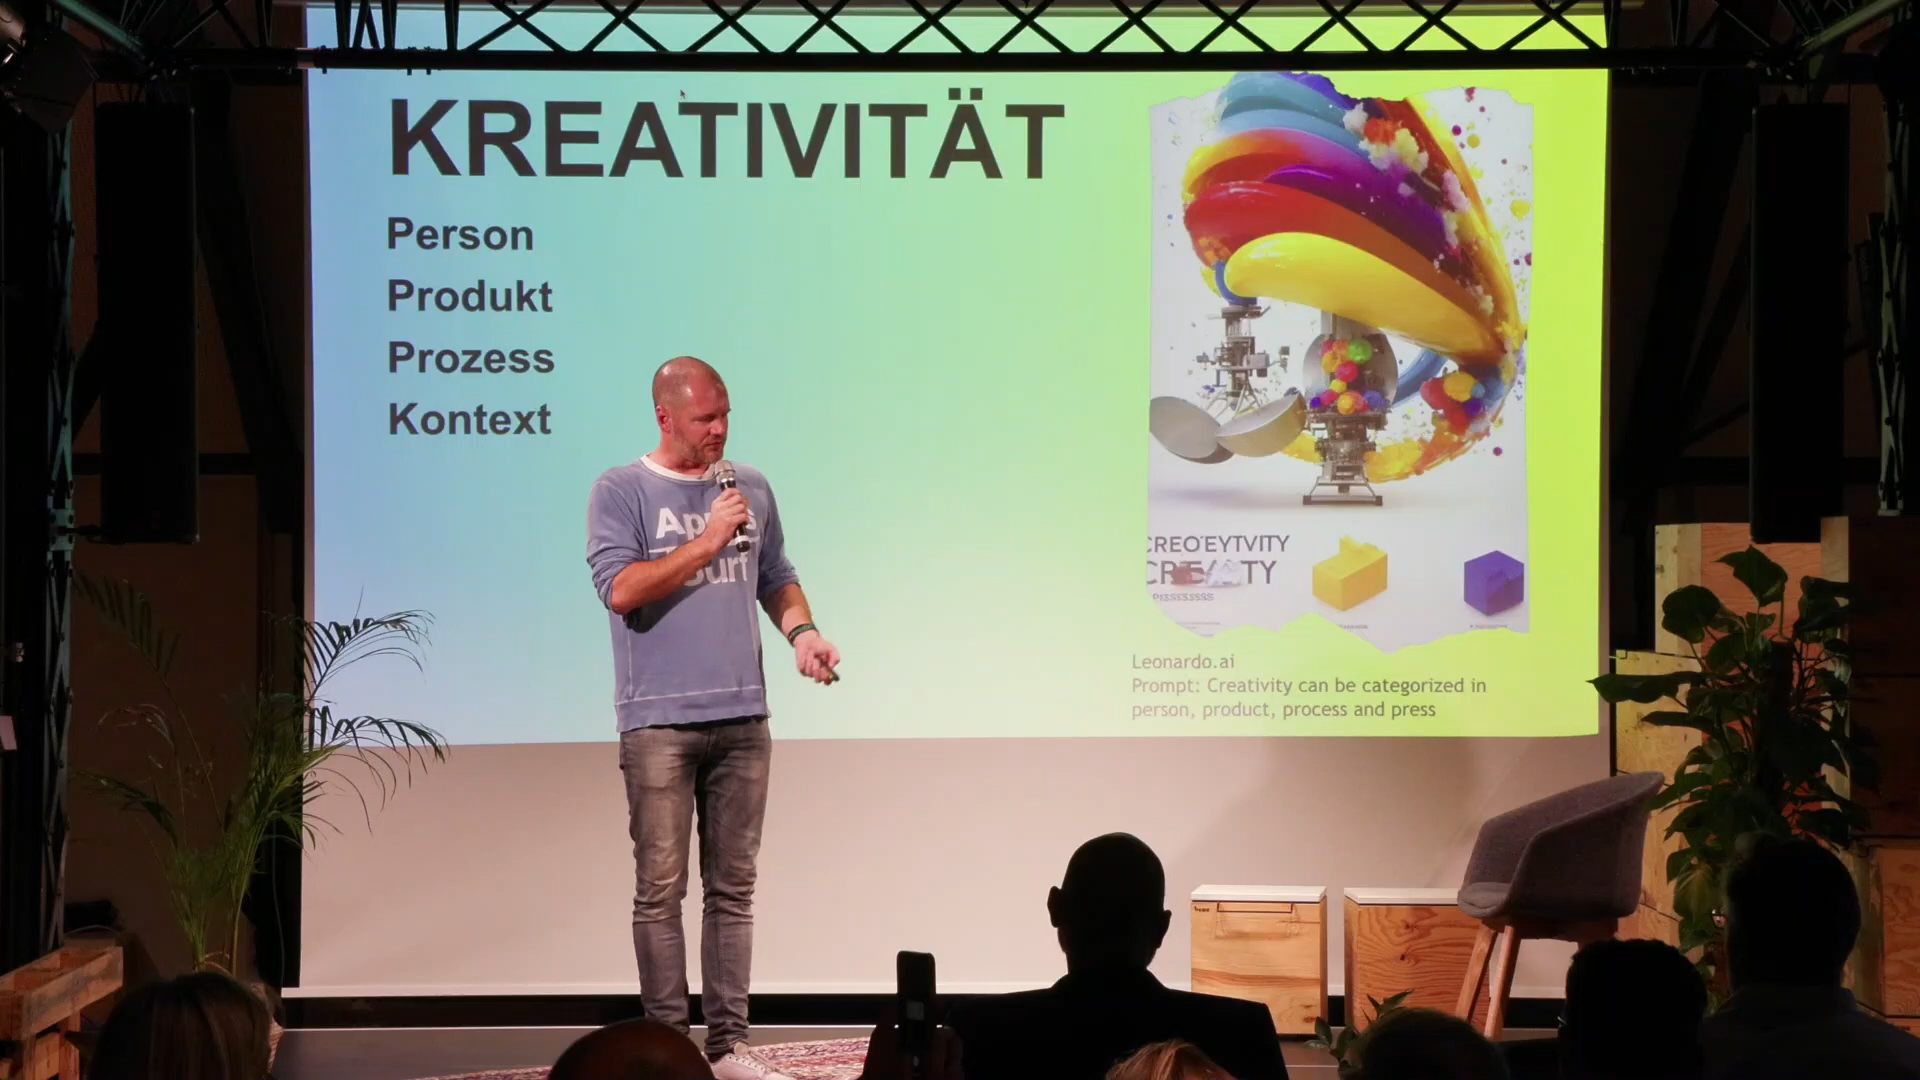 KREATIVITÄT
Person
Produkt
Prozess
Kontext
CREO'EYTVITY
Leonardo.ai
Prompt: Creativity can be categorized in
person, product, process and press